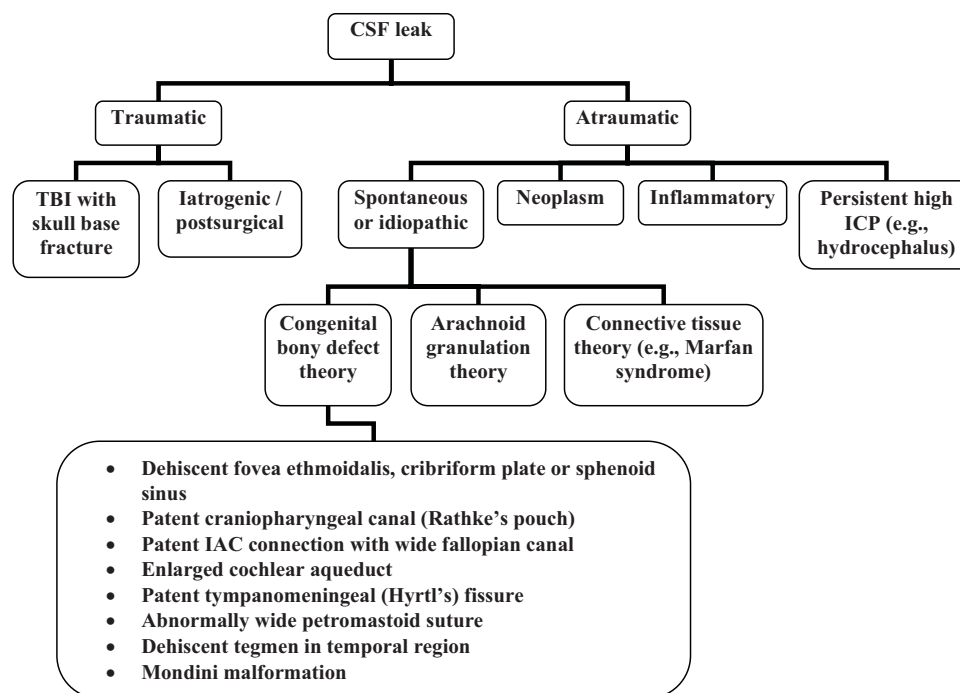 CSF leak
Traumatic
Atraumatic
TBI with
skull base
fracture
Iatrogenic /
postsurgical
Spontaneous
or idiopathic
Neoplasm
Inflammatory
Persistent high
ICP (e.g.,
hydrocephalus)
Congenital
bony defect
theory
Arachnoid
granulation
theory
Connective tissue
theory (e.g., Marfan
syndrome)
• Dehiscent fovea ethmoidalis, cribriform plate or sphenoid
sinus
• Patent craniopharyngeal canal (Rathke's pouch)
• Patent IAC connection with wide fallopian canal
• Enlarged cochlear aqueduct
• Patent tympanomeningeal (Hyrtl's) fissure
• Abnormally wide petromastoid suture
• Dehiscent tegmen in temporal region
• Mondini malformation